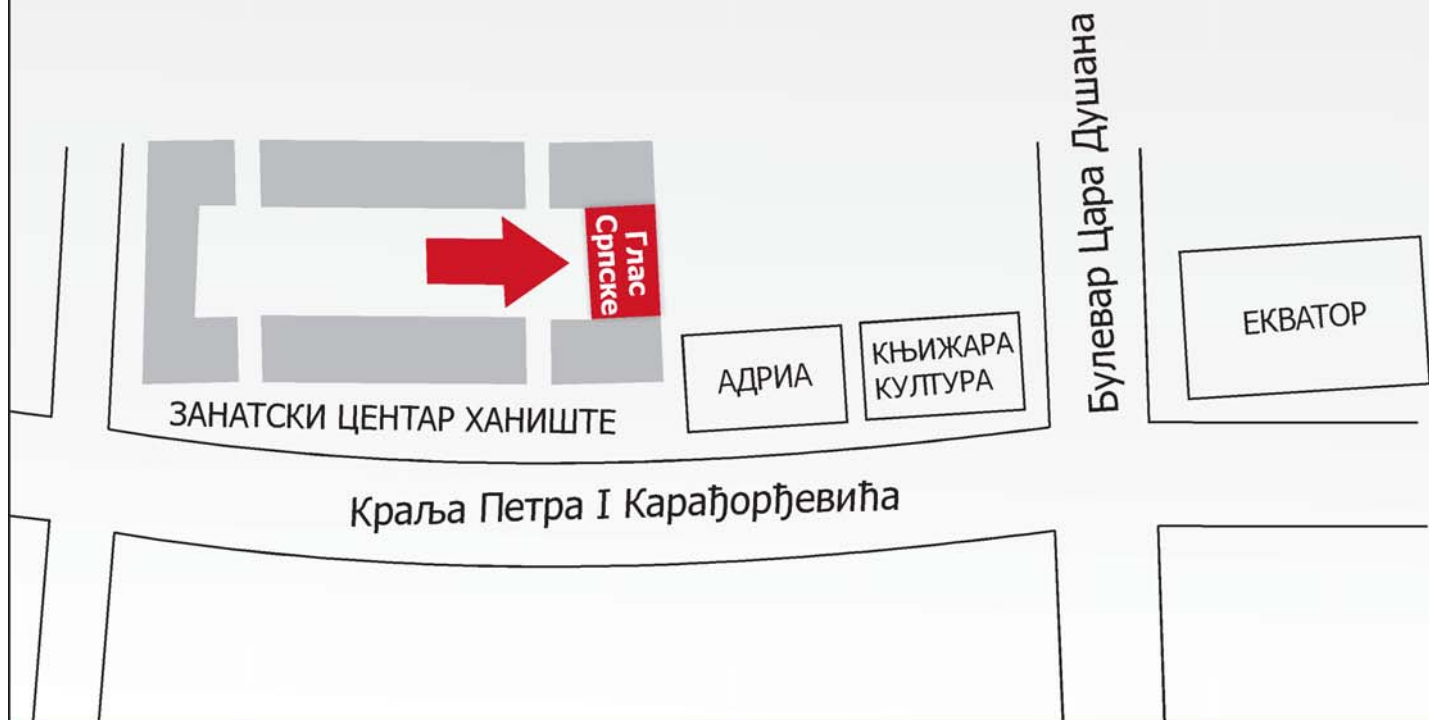 Булевар Цара Душана
Глас
Српске
ЕКВАТОР
КЊИЖАРА
КУЛТУРА
АДРИА
ЗАНАТСКИ ЦЕНТАР ХАНИШТЕ
Краља Петра I Карађорђевића